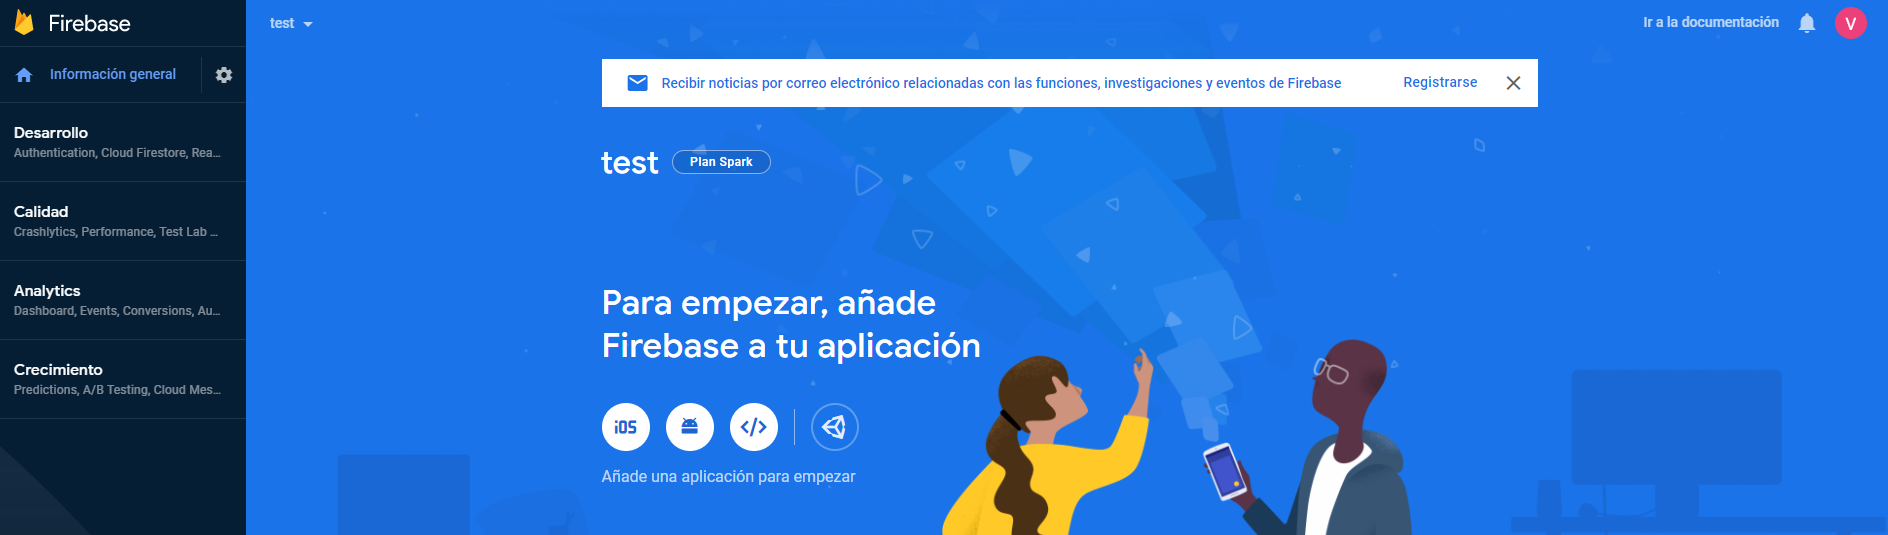 Firebase
test
Ir a la documentación
V
Información general
Recibir noticias por correo electrónico relacionadas con las funciones, investigaciones y eventos de Firebase
Registrarse
Desarrollo
Authentication, Cloud Firestore, Rea...
Calidad
Crashlytics, Performance, Test Lab ...
Analytics
Dashboard, Events, Conversions, Au...
Crecimiento
Predictions, A/B Testing, Cloud Mes...
test
Plan Spark
Para empezar, añade
Firebase a tu aplicación
iOS
Añade una aplicación para empezar